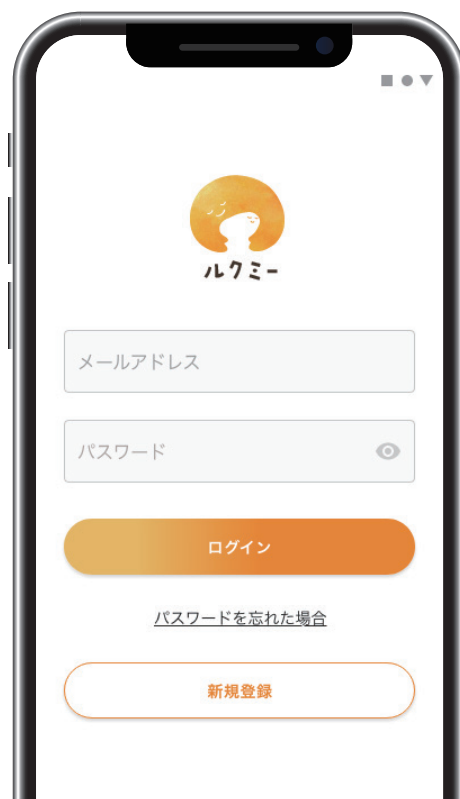 ルクミー
メールアドレス
パスワード
ログイン
パスワードを忘れた場合
新規登録